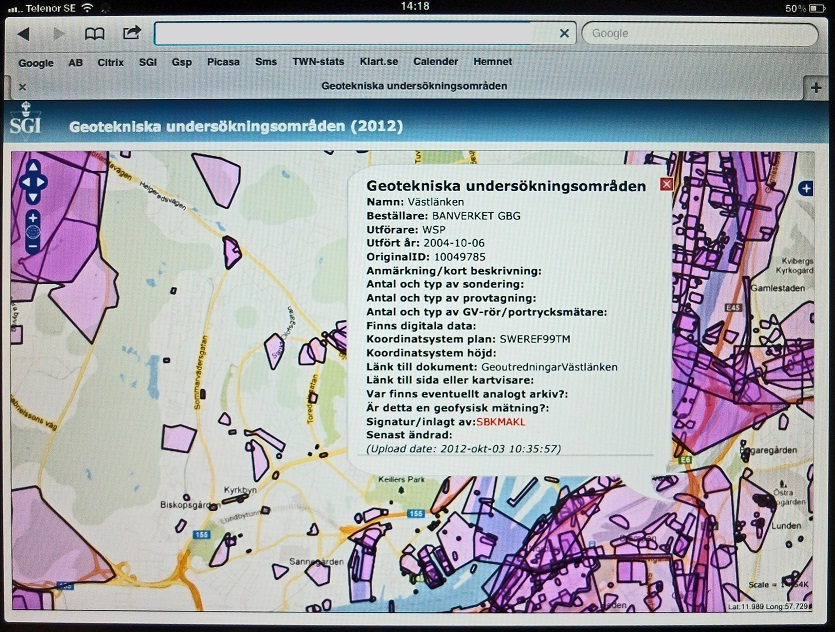 Telenor SE
14:18
50%
Google
Google
AB
Citrix
SGI
Gsp
Picasa
Sms
TWN-stats
Klart.se
Calender
Hemnet
Geotekniska undersökningsområden
SGI
Geotekniska undersökningsområden (2012)
Geotekniska undersökningsområden
Namn: Västlänken
Beställare: BANVERKET GBG
Utförare: WSP
Utfört år: 2004-10-06
OriginalID: 10049785
Anmärkning/kort beskrivning:
Antal och typ av sondering:
Antal och typ av provtagning:
Antal och typ av GV-rör/portrycksmätare:
Finns digitala data:
Koordinatsystem plan: SWEREF99TM
Koordinatsystem höjd:
Länk till dokument: GeoutredningarVästlänken
Länk till sida eller kartvisare:
Var finns eventuellt analogt arkiv?:
Är detta en geofysisk mätning?:
Signatur/inlagt av:SBKMAKL
Senast ändrad:
(Upload date: 2012-okt-03 10:35:57)
Kvibergs
Kyrkogård
Gamlestaden
E45
Sommarvädersgatan
E6
Keillers Park
Kyrkbyn
Biskopsgården
Lundbytunneln
155
155
Östra
Lunden
Sannegården
Lat:11.989 Long:57.729